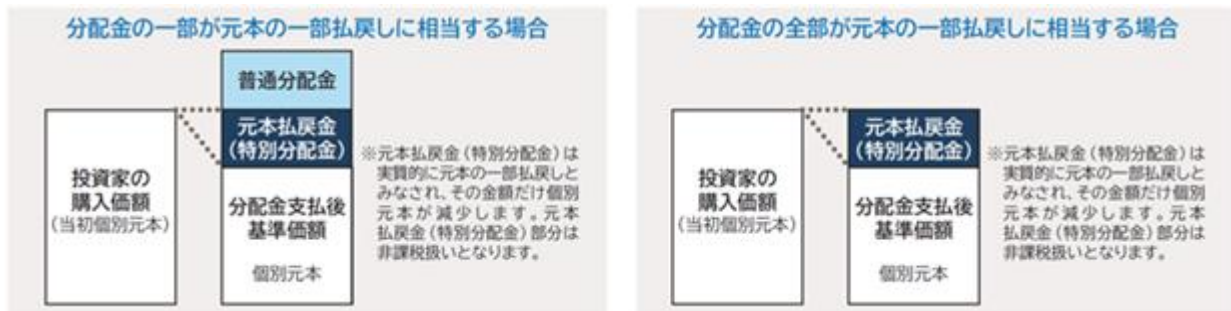 分配金の一部が元本の一部払戻しに相当する場合
普通分配金
元本払戻金
(特別分配金)
投資家の
購入価額
(当初個別元本)
分配金支払後
基準価額
個別元本
※元本払戻金(特別分配金)は
実質的に元本の一部払戻しと
みなされ、その金額だけ個別
元本が減少します。元本
払戻金(特別分配金)部分は
非課税扱いとなります。
分配金の全部が元本の一部払戻しに相当する場合
元本払戻金
(特別分配金)
投資家の
購入価額
(当初個別元本)
分配金支払後
基準価額
個別元本
※元本払戻金(特別分配金)は
実質的に元本の一部払戻しと
みなされ、その金額だけ個別
元本が減少します。元本
払戻金(特別分配金)部分は
非課税扱いとなります。